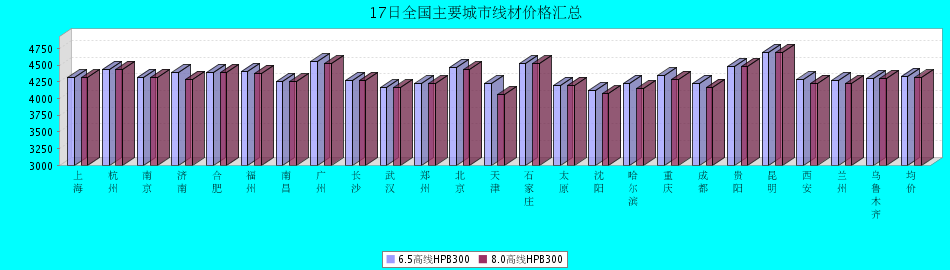 17日全国主要城市线材价格汇总
4750
4500
4250
4000
3750
3500
3250
3000
上海
杭州
南京
济南
合肥
福州
南昌
广州
长沙
武汉
郑州
北京
天津
石家庄
太原
沈阳
哈尔滨
重庆
成都
贵阳
昆明
西安
兰州
乌鲁木齐
均价
6.5高线HPB300
8.0高线HPB300